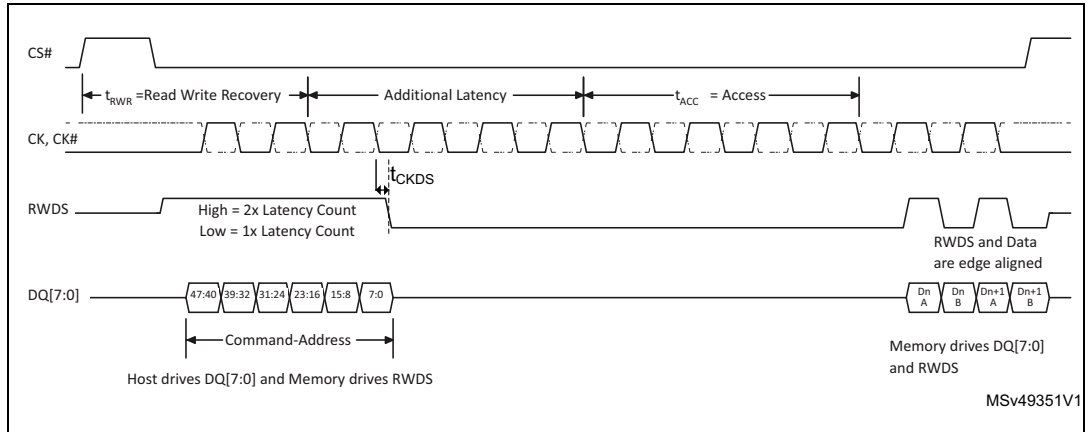 CS#
tRWR =Read Write Recovery
Additional Latency
tACC = Access
CK, CK#
tCKDS
RWDS
High = 2x Latency Count
Low = 1x Latency Count
RWDS and Data
are edge aligned
DQ[7:0]
47:40 39:32 31:24 23:16 15:8 7:0
Dn A
Dn B
Dn+1 A
Dn+1 B
Command-Address
Host drives DQ[7:0] and Memory drives RWDS
Memory drives DQ[7:0]
and RWDS
MSv49351V1